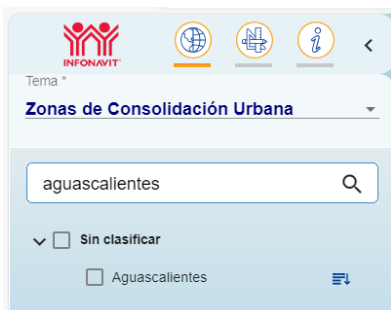 INFONAVIT
Tema *
Zonas de Consolidación Urbana
aguascalientes
Sin clasificar
Aguascalientes